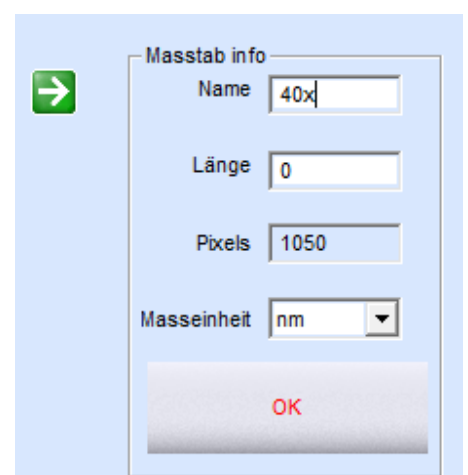 Masstab info
Name 40x
Länge 0
Pixels 1050
Masseinheit nm
OK